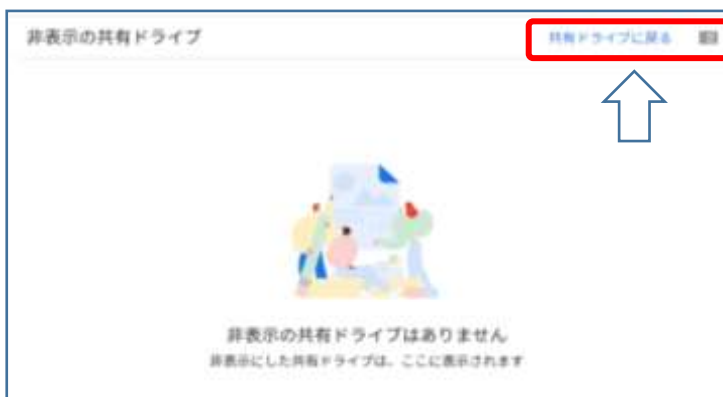 非表示の共有ドライブ
共有ドライブに戻る
非表示の共有ドライブはありません
非表示にした共有ドライブは、ここに表示されます